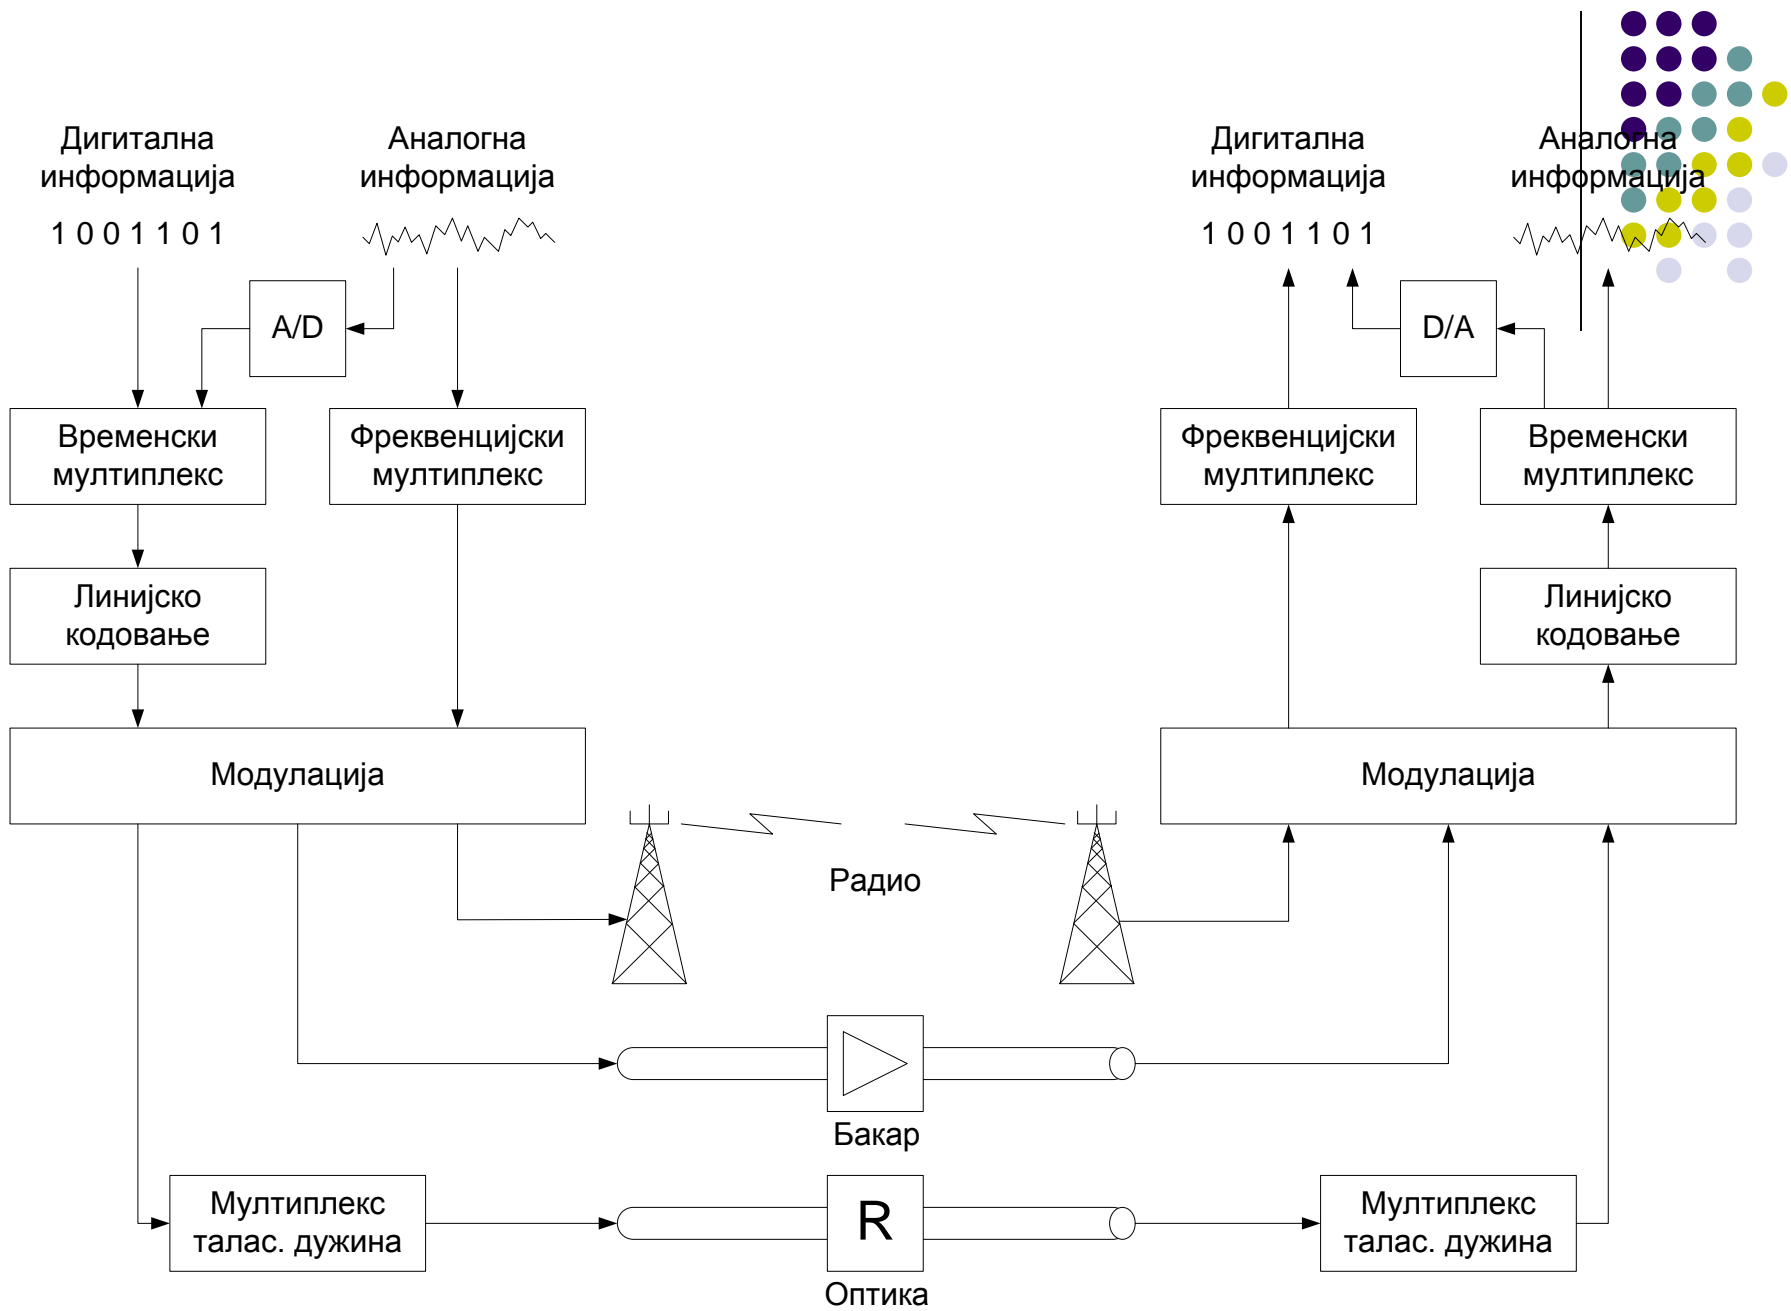 Дигитална
информација
1 0 0 1 1 0 1
Аналогна
информација
A/D
Временски
мултиплекс
Фреквенцијски
мултиплекс
Линијско
кодовање
Модулација
Дигитална
информација
1 0 0 1 1 0 1
Аналогна
информација
D/A
Фреквенцијски
мултиплекс
Временски
мултиплекс
Линијско
кодовање
Модулација
Радио
Бакар
Мултиплекс
талас. дужина
R
Оптика
Мултиплекс
талас. дужина